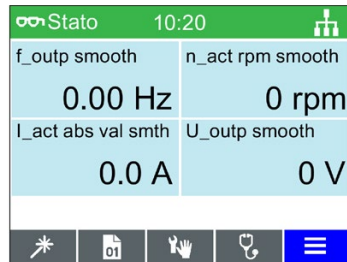 Stato 10:20
f_outp smooth n_act rpm smooth
0.00 Hz 0 rpm
I_act abs val smth U_outp smooth
0.0 A 0 V
01